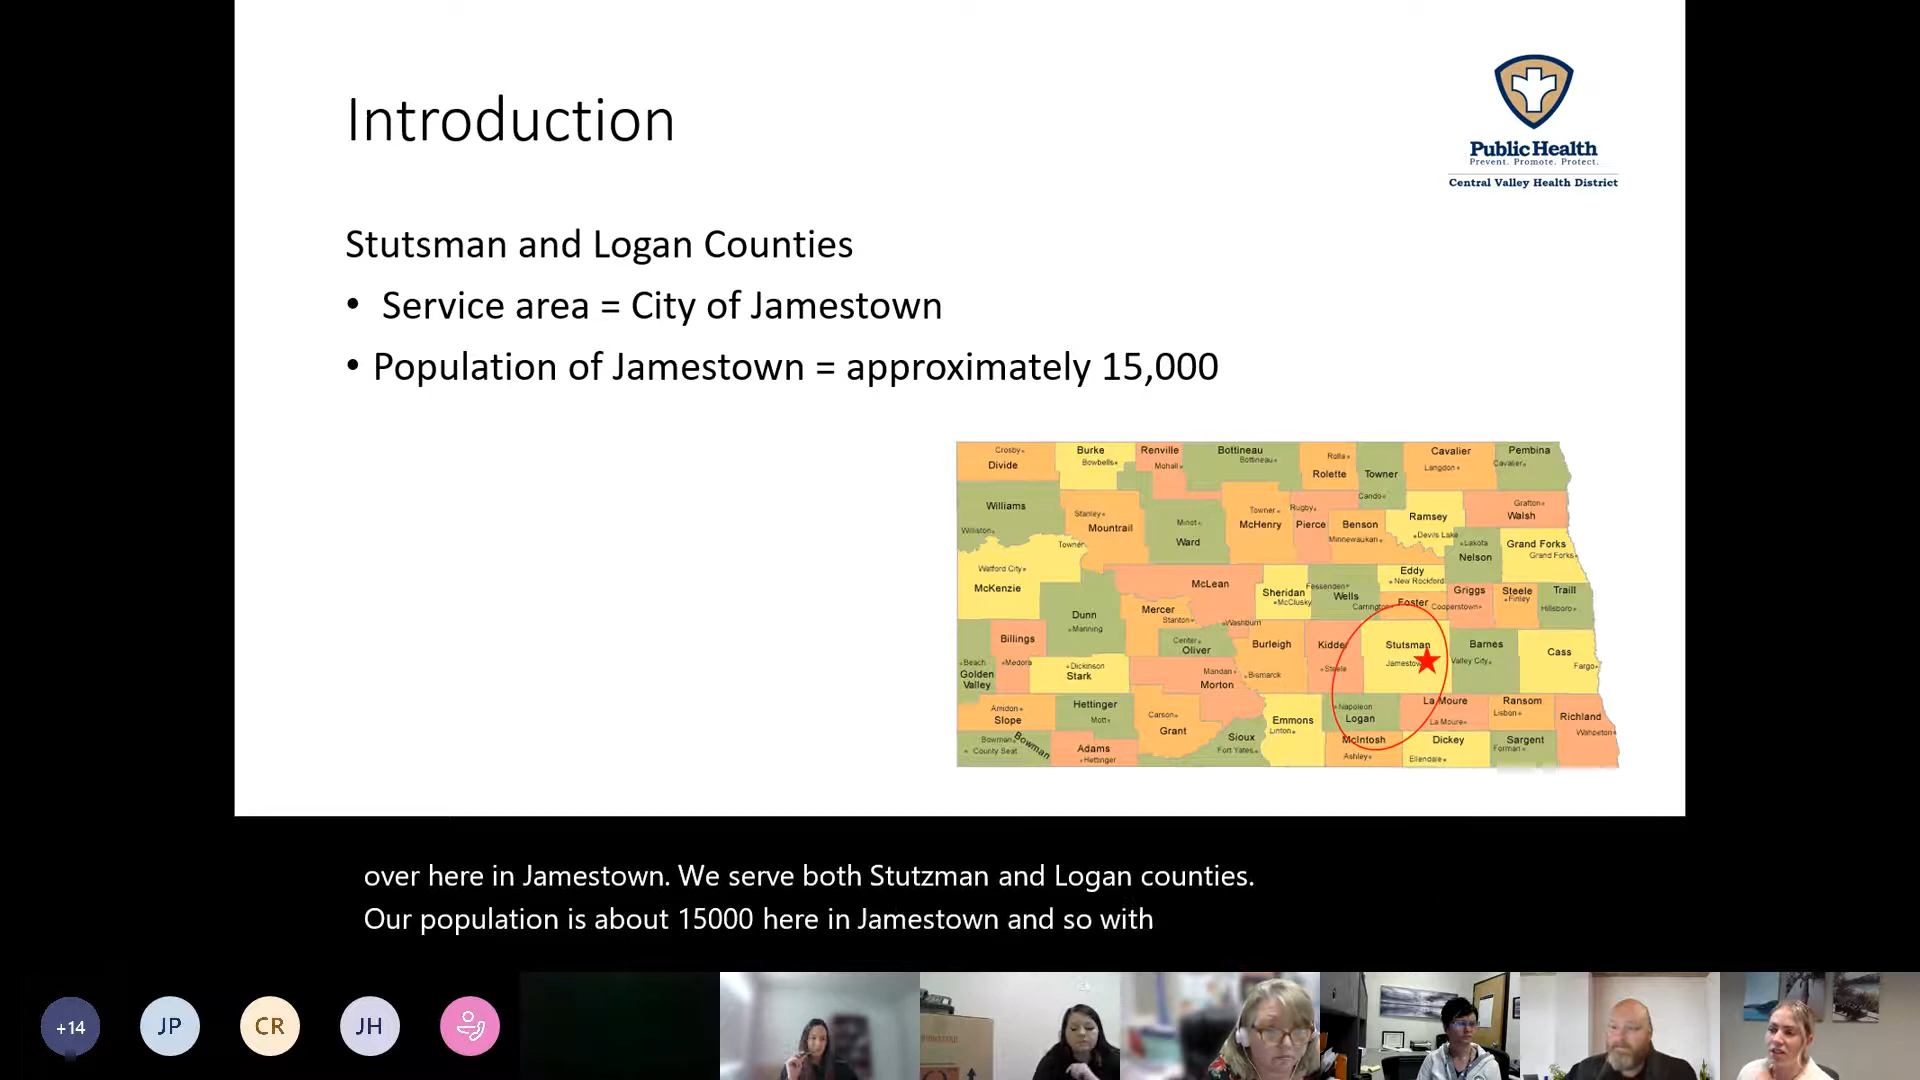 Introduction
Public Health
Prevent. Promote. Protect.
Central Valley Health District
Stutsman and Logan Counties
• Service area = City of Jamestown
• Population of Jamestown = approximately 15,000
Crosby
Divide
Burke
Bowbells
Renville
Mohall
Bottineau
Bottineau
Rolla
Rolette
Towner
Cando
Cavalier
Langdon
Pembina
Cavalier
Williams
Williston
Stanley
Mountrail
Minot
Ward
Towner
McHenry
Rugby
Pierce
Benson
Minnewaukan
Ramsey
Devils Lake
Grafton
Walsh
Lakota
Nelson
Grand Forks
Grand Forks
Towner
Watford City
McKenzie
Dunn
Manning
McLean
Mercer
Stanton
Washburn
Sheridan
McClusky
Fessenden
Wells
Eddy
New Rockford
Carrington
Foster
Griggs
Cooperstown
Steele
Finley
Traill
Hillsboro
Billings
Medora
Beach
Golden
Valley
Dickinson
Stark
Center
Oliver
Mandan
Morton
Burleigh
Bismarck
Kidder
Steele
Stutsman
Jamestow
Barnes
Valley City
Cass
Fargo
Amidon
Slope
Hettinger
Mott
Carson
Grant
Sioux
Fort Yates
Emmons
Linton
Napoleon
Logan
La Moure
La Moure
Ransom
Lisbon
Richland
Wahpeton
Bowman
County Seat
Bowman
Adams
Hettinger
McIntosh
Ashley
Dickey
Ellendale
Sargent
Forman
over here in Jamestown. We serve both Stutzman and Logan counties.
Our population is about 15000 here in Jamestown and so with
+14
JP
CR
JH